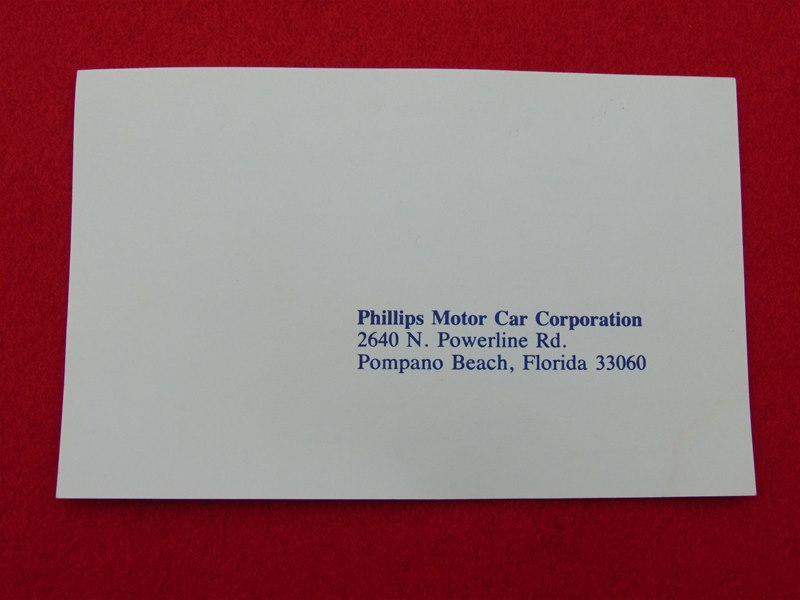 Phillips Motor Car Corporation
2640 N. Powerline Rd.
Pompano Beach, Florida 33060